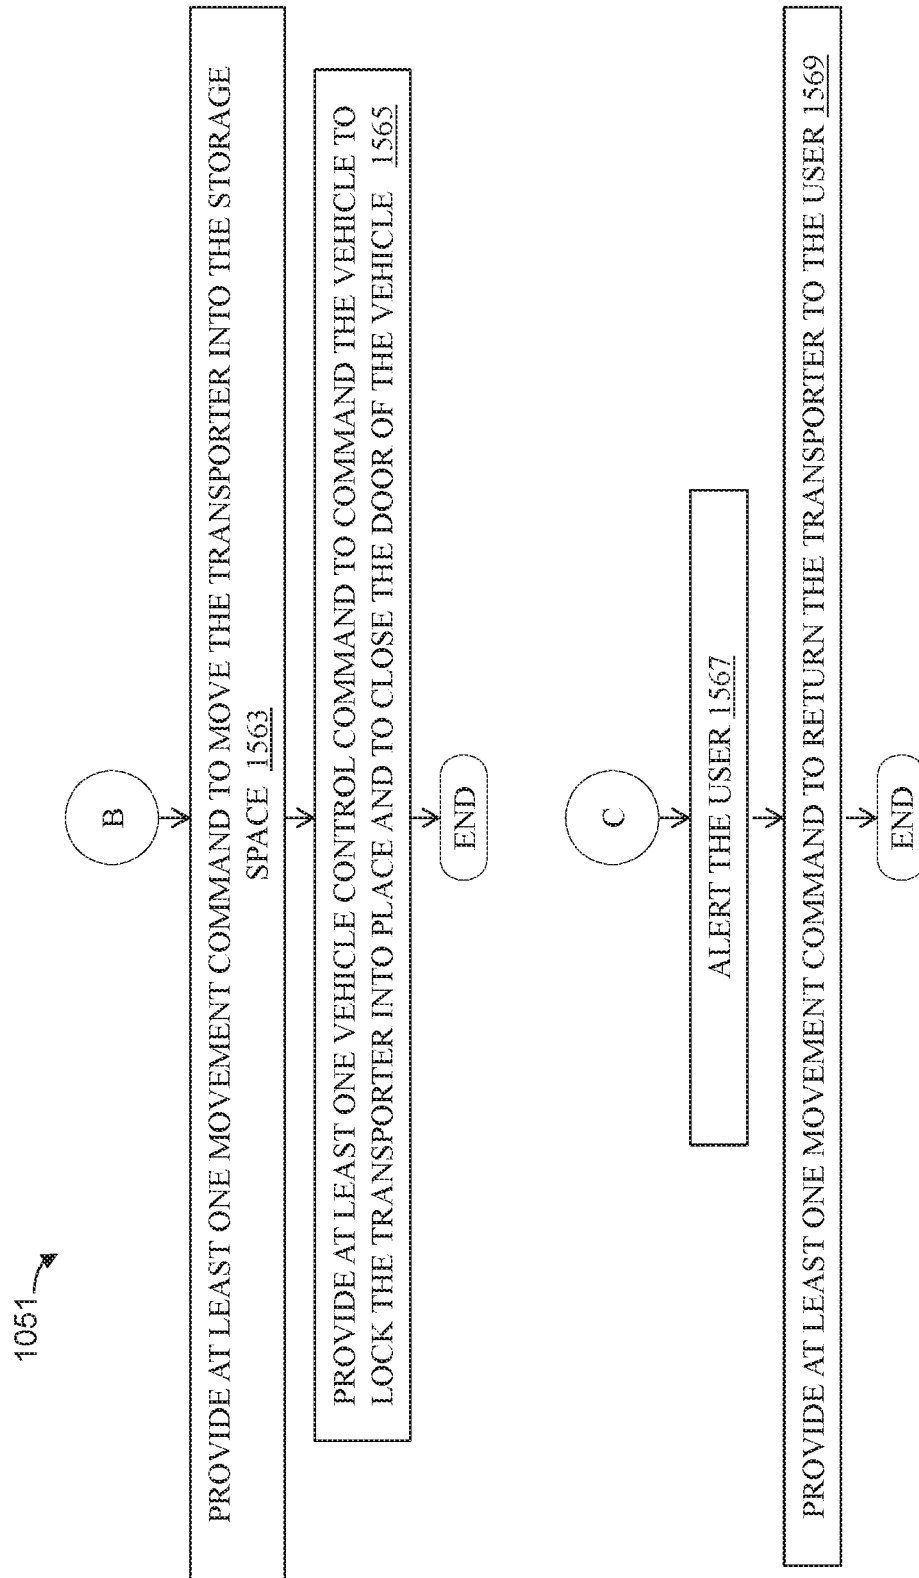 1051
B
PROVIDE AT LEAST ONE MOVEMENT COMMAND TO MOVE THE TRANSPORTER INTO THE STORAGE
SPACE 1563
PROVIDE AT LEAST ONE VEHICLE CONTROL COMMAND TO COMMAND THE VEHICLE TO
LOCK THE TRANSPORTER INTO PLACE AND TO CLOSE THE DOOR OF THE VEHICLE 1565
END
C
ALERT THE USER 1567
PROVIDE AT LEAST ONE MOVEMENT COMMAND TO RETURN THE TRANSPORTER TO THE USER 1569
END